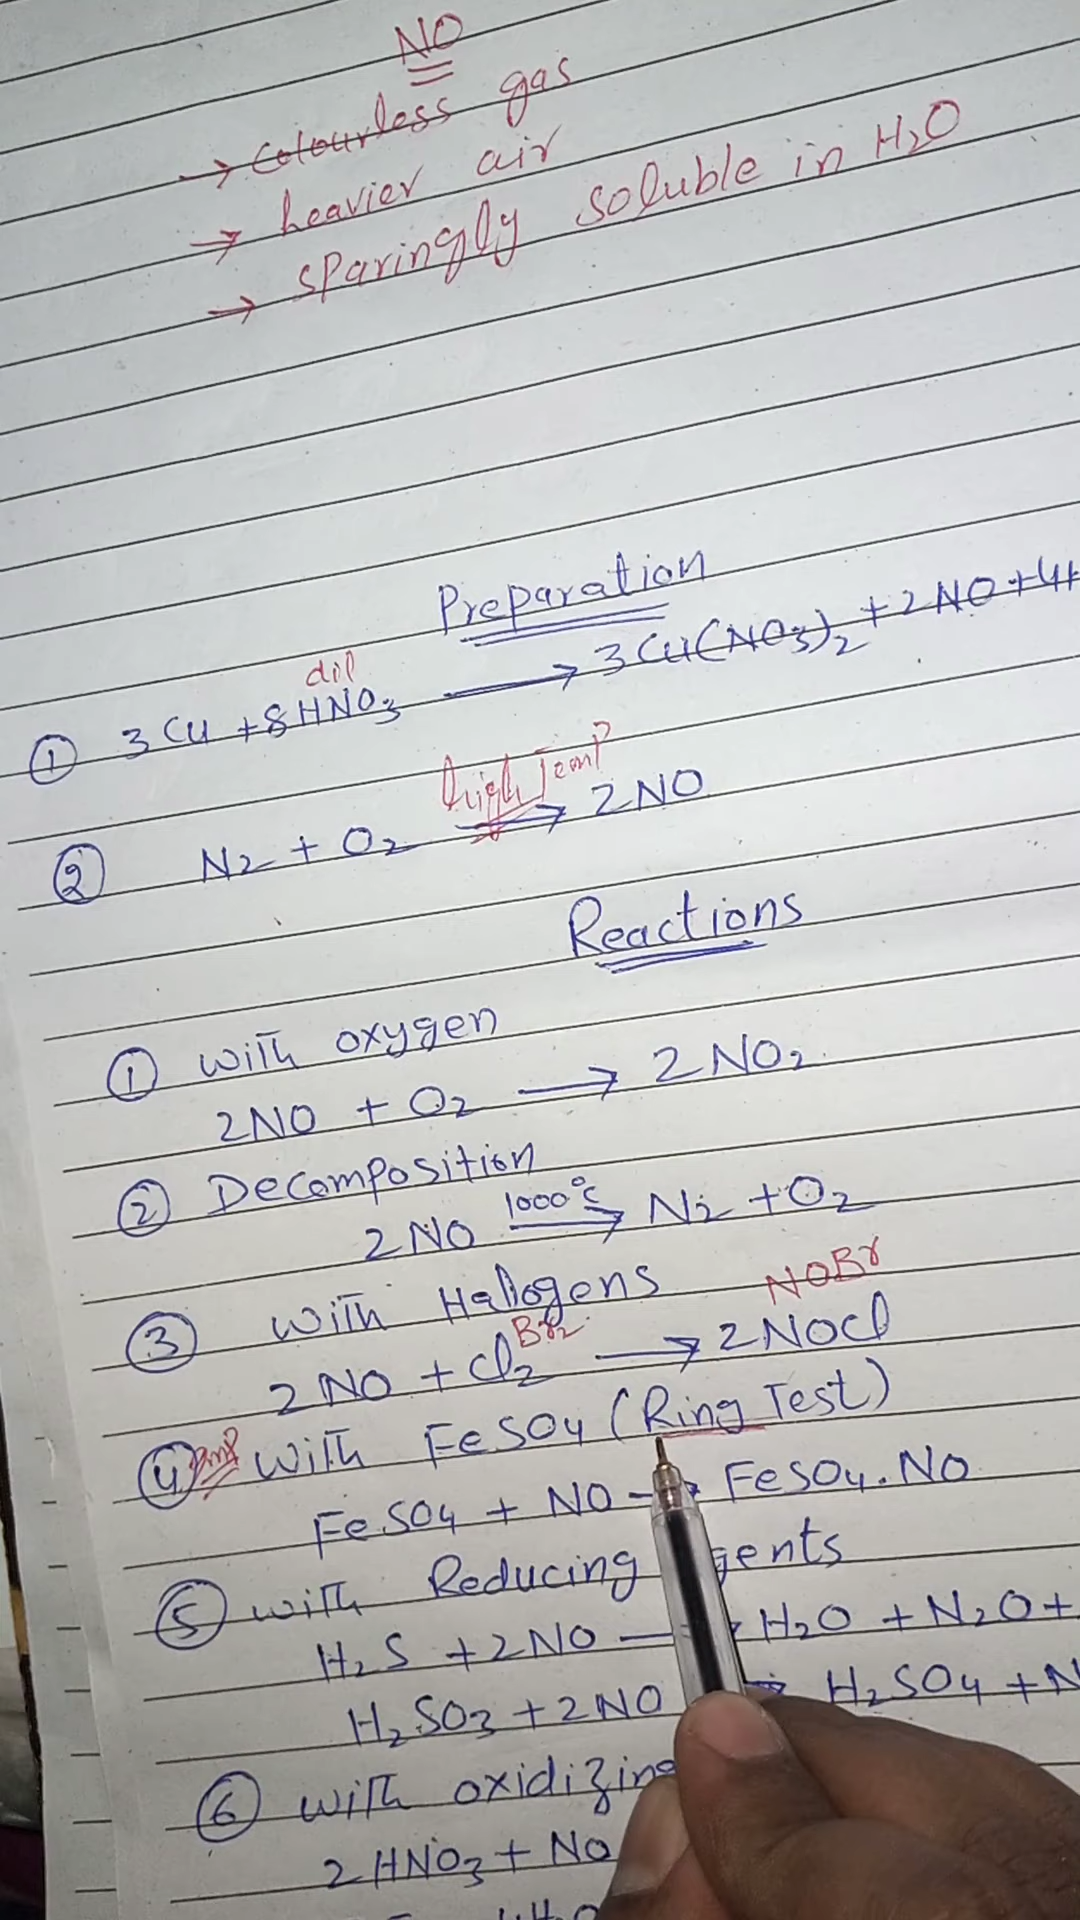 NO
→ Colourless gas
→ heavier air
→ sparingly soluble in H₂O
Preparation
① 3Cu + 8HNO₃ dil ⟶ 3Cu(NO₃)₂ + 2NO + 4H
② N₂ + O₂ high Temp ⟶ 2NO
Reactions
① with oxygen
2NO + O₂ ⟶ 2NO₂
② Decomposition
2NO 1000°C ⟶ N₂ + O₂
③ with Halogens NOBr
2NO + Cl₂ Br₂ ⟶ 2NOCl
④ with FeSO₄ (Ring Test)
FeSO₄ + NO → FeSO₄.NO
⑤ with Reducing gents
H₂S + 2NO → H₂O + N₂O +
H₂SO₃ + 2NO → H₂SO₄ + N
⑥ with oxidizing
2HNO₃ + NO